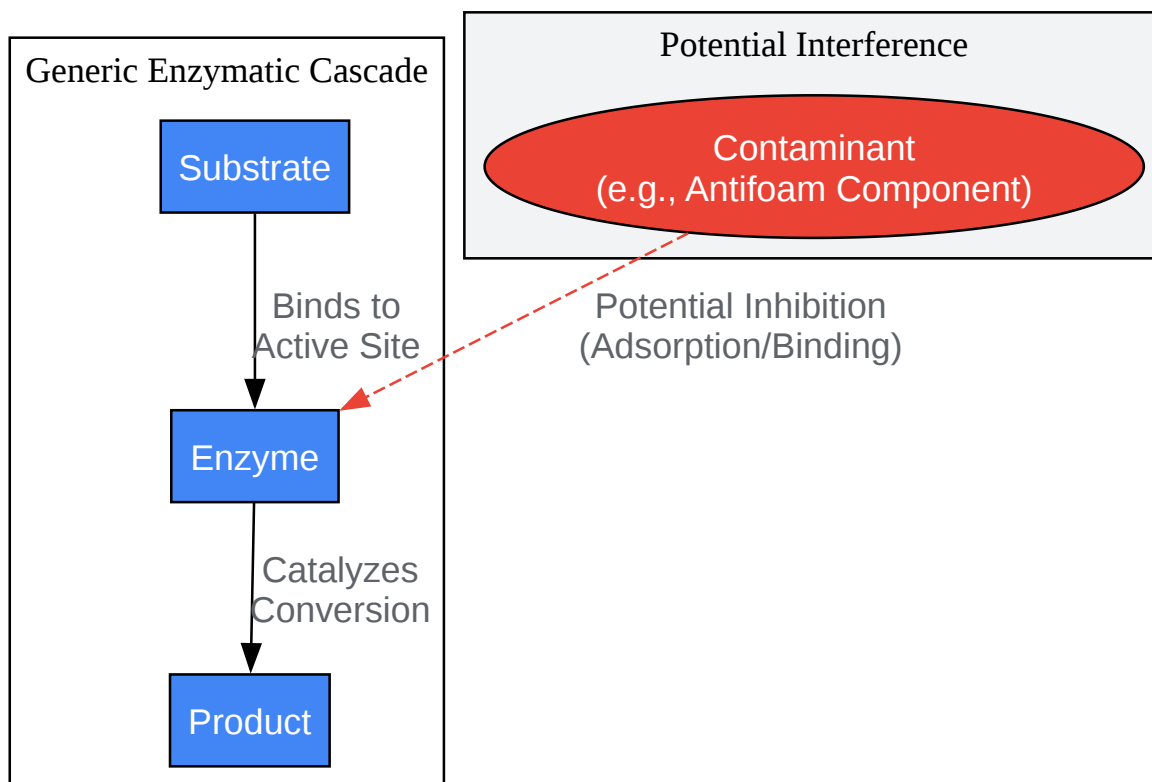 Generic Enzymatic Cascade
Substrate
Binds to
Active Site
Enzyme
Catalyzes
Conversion
Product
Potential Interference
Contaminant
(e.g., Antifoam Component)
Potential Inhibition
(Adsorption/Binding)